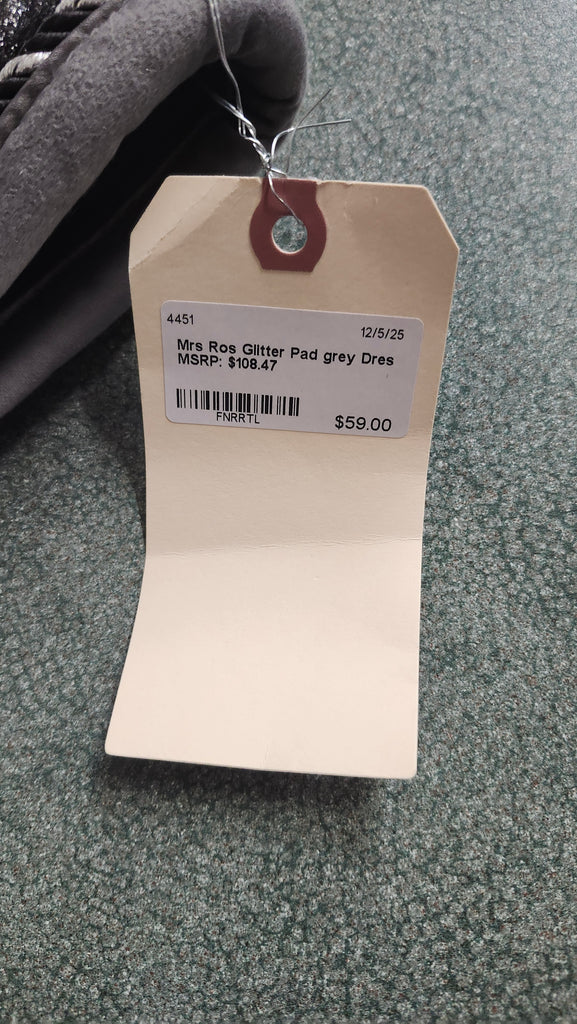 4451
12/5/25
Mrs Ros Glitter Pad grey Dres
MSRP: $108.47
FNRRTL
$59.00